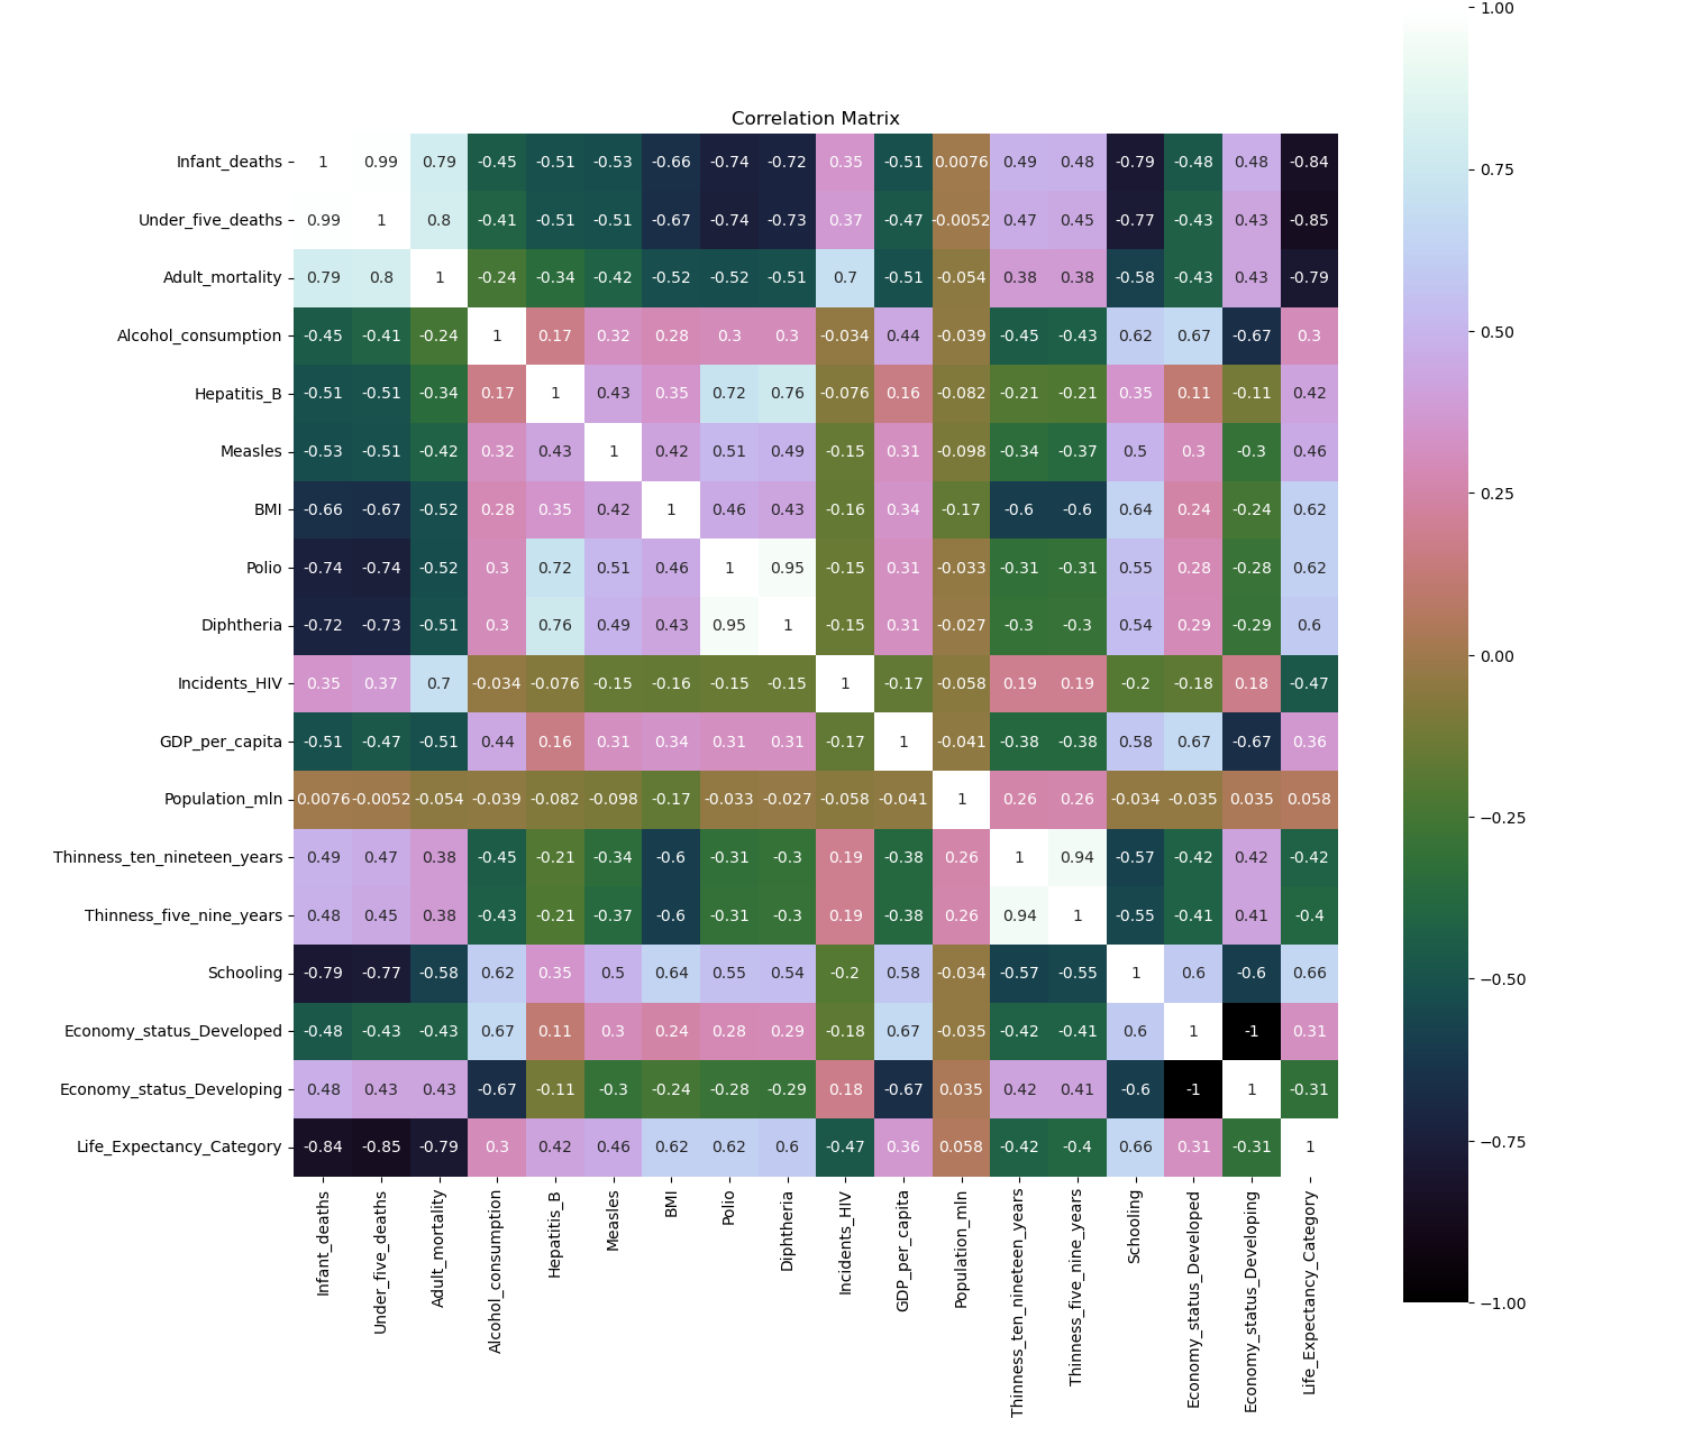 Correlation Matrix
Infant_deaths 1 0.99 0.79 -0.45 -0.51 -0.53 -0.66 -0.74 -0.72 0.35 -0.51 0.0076 0.49 0.48 -0.79 -0.48 0.48 -0.84
Under_five_deaths 0.99 1 0.8 -0.41 -0.51 -0.51 -0.67 -0.74 -0.73 0.37 -0.47 -0.0052 0.47 0.45 -0.77 -0.43 0.43 -0.85
Adult_mortality 0.79 0.8 1 -0.24 -0.34 -0.42 -0.52 -0.52 -0.51 0.7 -0.51 -0.054 0.38 0.38 -0.58 -0.43 0.43 -0.79
Alcohol_consumption -0.45 -0.41 -0.24 1 0.17 0.32 0.28 0.3 0.3 -0.034 0.44 -0.039 -0.45 -0.43 0.62 0.67 -0.67 0.3
Hepatitis_B -0.51 -0.51 -0.34 0.17 1 0.43 0.35 0.72 0.76 -0.076 0.16 -0.082 -0.21 -0.21 0.35 0.11 -0.11 0.42
Measles -0.53 -0.51 -0.42 0.32 0.43 1 0.42 0.51 0.49 -0.15 0.31 -0.098 -0.34 -0.37 0.5 0.3 -0.3 0.46
BMI -0.66 -0.67 -0.52 0.28 0.35 0.42 1 0.46 0.43 -0.16 0.34 -0.17 -0.6 -0.6 0.64 0.24 -0.24 0.62
Polio -0.74 -0.74 -0.52 0.3 0.72 0.51 0.46 1 0.95 -0.15 0.31 -0.033 -0.31 -0.31 0.55 0.28 -0.28 0.62
Diphtheria -0.72 -0.73 -0.51 0.3 0.76 0.49 0.43 0.95 1 -0.15 0.31 -0.027 -0.3 -0.3 0.54 0.29 -0.29 0.6
Incidents_HIV 0.35 0.37 0.7 -0.034 -0.076 -0.15 -0.16 -0.15 -0.15 1 -0.17 -0.058 0.19 0.19 -0.2 -0.18 0.18 -0.47
GDP_per_capita -0.51 -0.47 -0.51 0.44 0.16 0.31 0.34 0.31 0.31 -0.17 1 -0.041 -0.38 -0.38 0.58 0.67 -0.67 0.36
Population_mln 0.0076 -0.0052 -0.054 -0.039 -0.082 -0.098 -0.17 -0.033 -0.027 -0.058 -0.041 1 0.26 0.26 -0.034 -0.035 0.035 0.058
Thinness_ten_nineteen_years 0.49 0.47 0.38 -0.45 -0.21 -0.34 -0.6 -0.31 -0.3 0.19 -0.38 0.26 1 0.94 -0.57 -0.42 0.42 -0.42
Thinness_five_nine_years 0.48 0.45 0.38 -0.43 -0.21 -0.37 -0.6 -0.31 -0.3 0.19 -0.38 0.26 0.94 1 -0.55 -0.41 0.41 -0.4
Schooling -0.79 -0.77 -0.58 0.62 0.35 0.5 0.64 0.55 0.54 -0.2 0.58 -0.034 -0.57 -0.55 1 0.6 -0.6 0.66
Economy_status_Developed -0.48 -0.43 -0.43 0.67 0.11 0.3 0.24 0.28 0.29 -0.18 0.67 -0.035 -0.42 -0.41 0.6 1 -1 0.31
Economy_status_Developing 0.48 0.43 0.43 -0.67 -0.11 -0.3 -0.24 -0.28 -0.29 0.18 -0.67 0.035 0.42 0.41 -0.6 -1 1 -0.31
Life_Expectancy_Category -0.84 -0.85 -0.79 0.3 0.42 0.46 0.62 0.62 0.6 -0.47 0.36 0.058 -0.42 -0.4 0.66 0.31 -0.31 1
Infant_deaths
Under_five_deaths
Adult_mortality
Alcohol_consumption
Hepatitis_B
Measles
BMI
Polio
Diphtheria
Incidents_HIV
GDP_per_capita
Population_mln
Thinness_ten_nineteen_years
Thinness_five_nine_years
Schooling
Economy_status_Developed
Economy_status_Developing
Life_Expectancy_Category
1.00
0.75
0.50
0.25
0.00
−0.25
−0.50
−0.75
−1.00